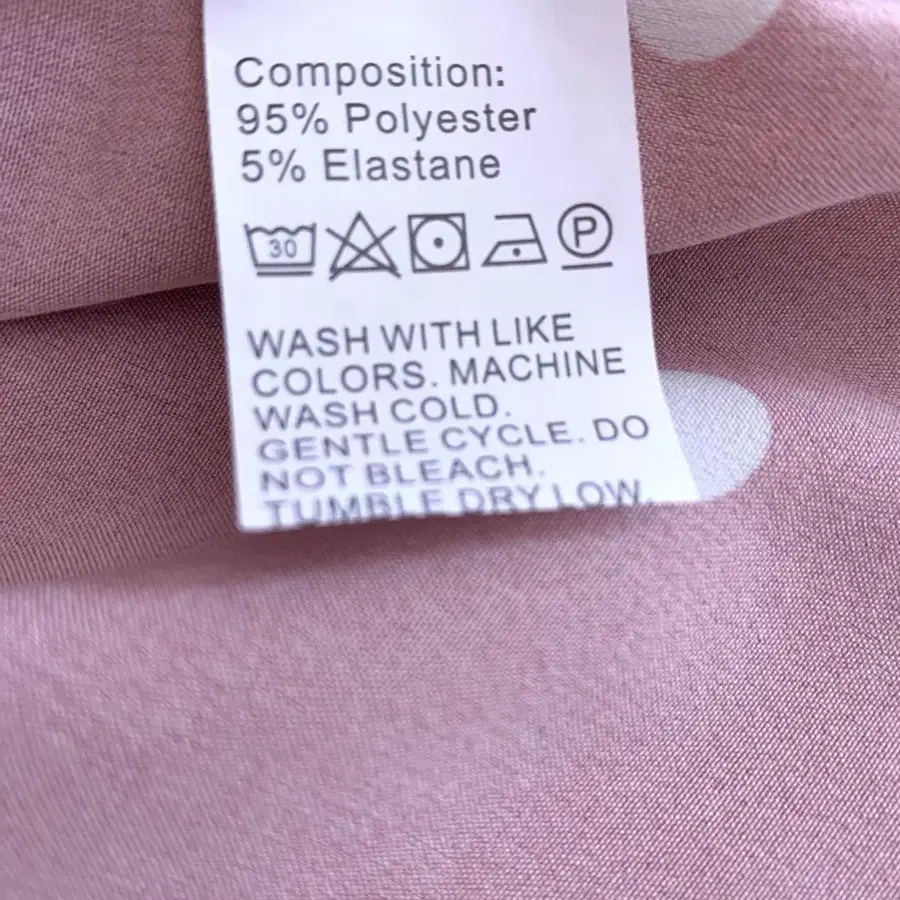 Composition:
95% Polyester
5% Elastane
30 P
WASH WITH LIKE
COLORS. MACHINE
WASH COLD.
GENTLE CYCLE. DO
NOT BLEACH.
TUMBLE DRY LOW.